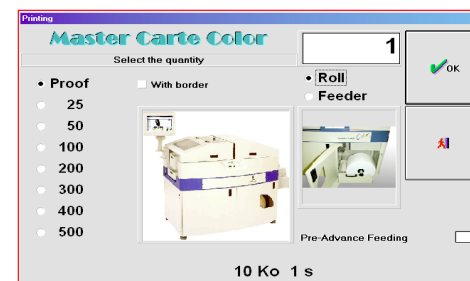 Printing
Master Carte Color
Select the quantity
1
OK
Proof
With border
Roll
Feeder
25
50
100
200
300
400
500
Pre-Advance Feeding
10 Ko 1 s